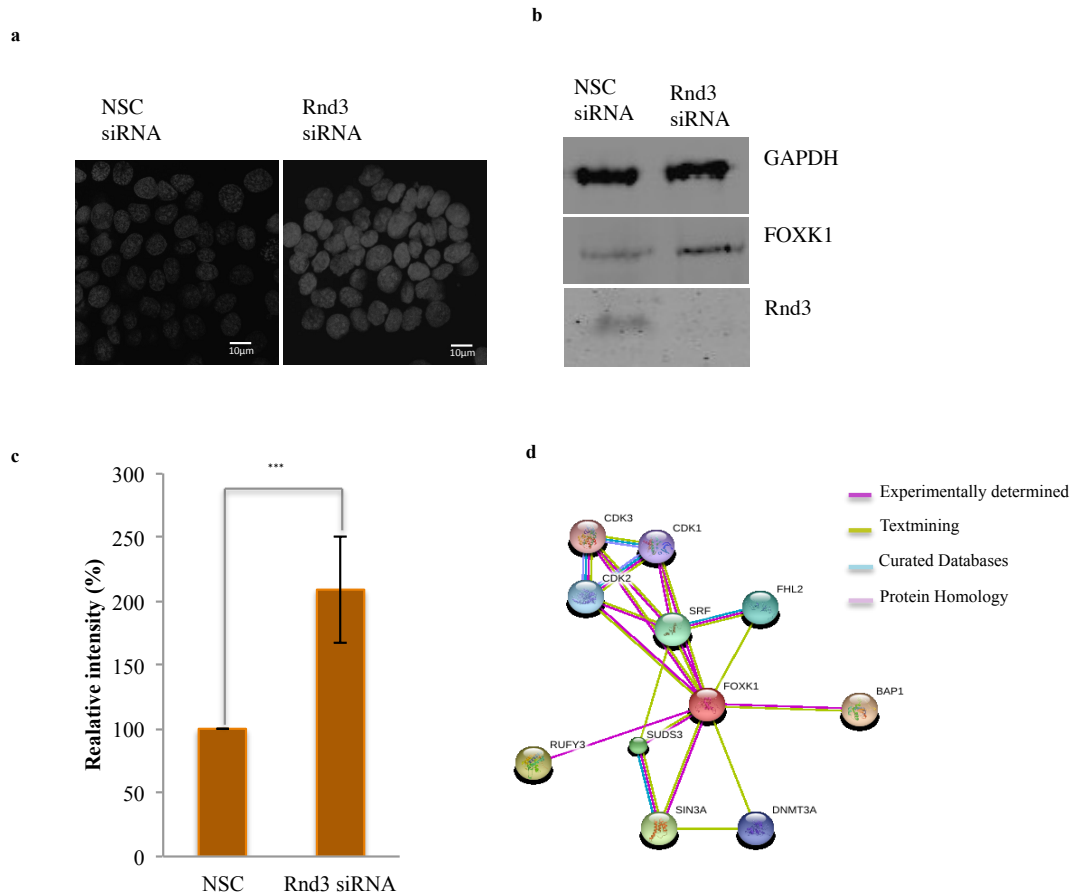 a
NSC
siRNA
Rnd3
siRNA
10µm
10µm
b
NSC
siRNA
Rnd3
siRNA
GAPDH
FOXK1
Rnd3
c
***
300
250
200
150
100
50
0
Realative intensity (%)
NSC
Rnd3 siRNA
d
Experimentally determined
Textmining
Curated Databases
Protein Homology
CDK3
CDK1
CDK2
FHL2
SRF
FOXK1
BAP1
RUFY3
SUDS3
SIN3A
DNMT3A